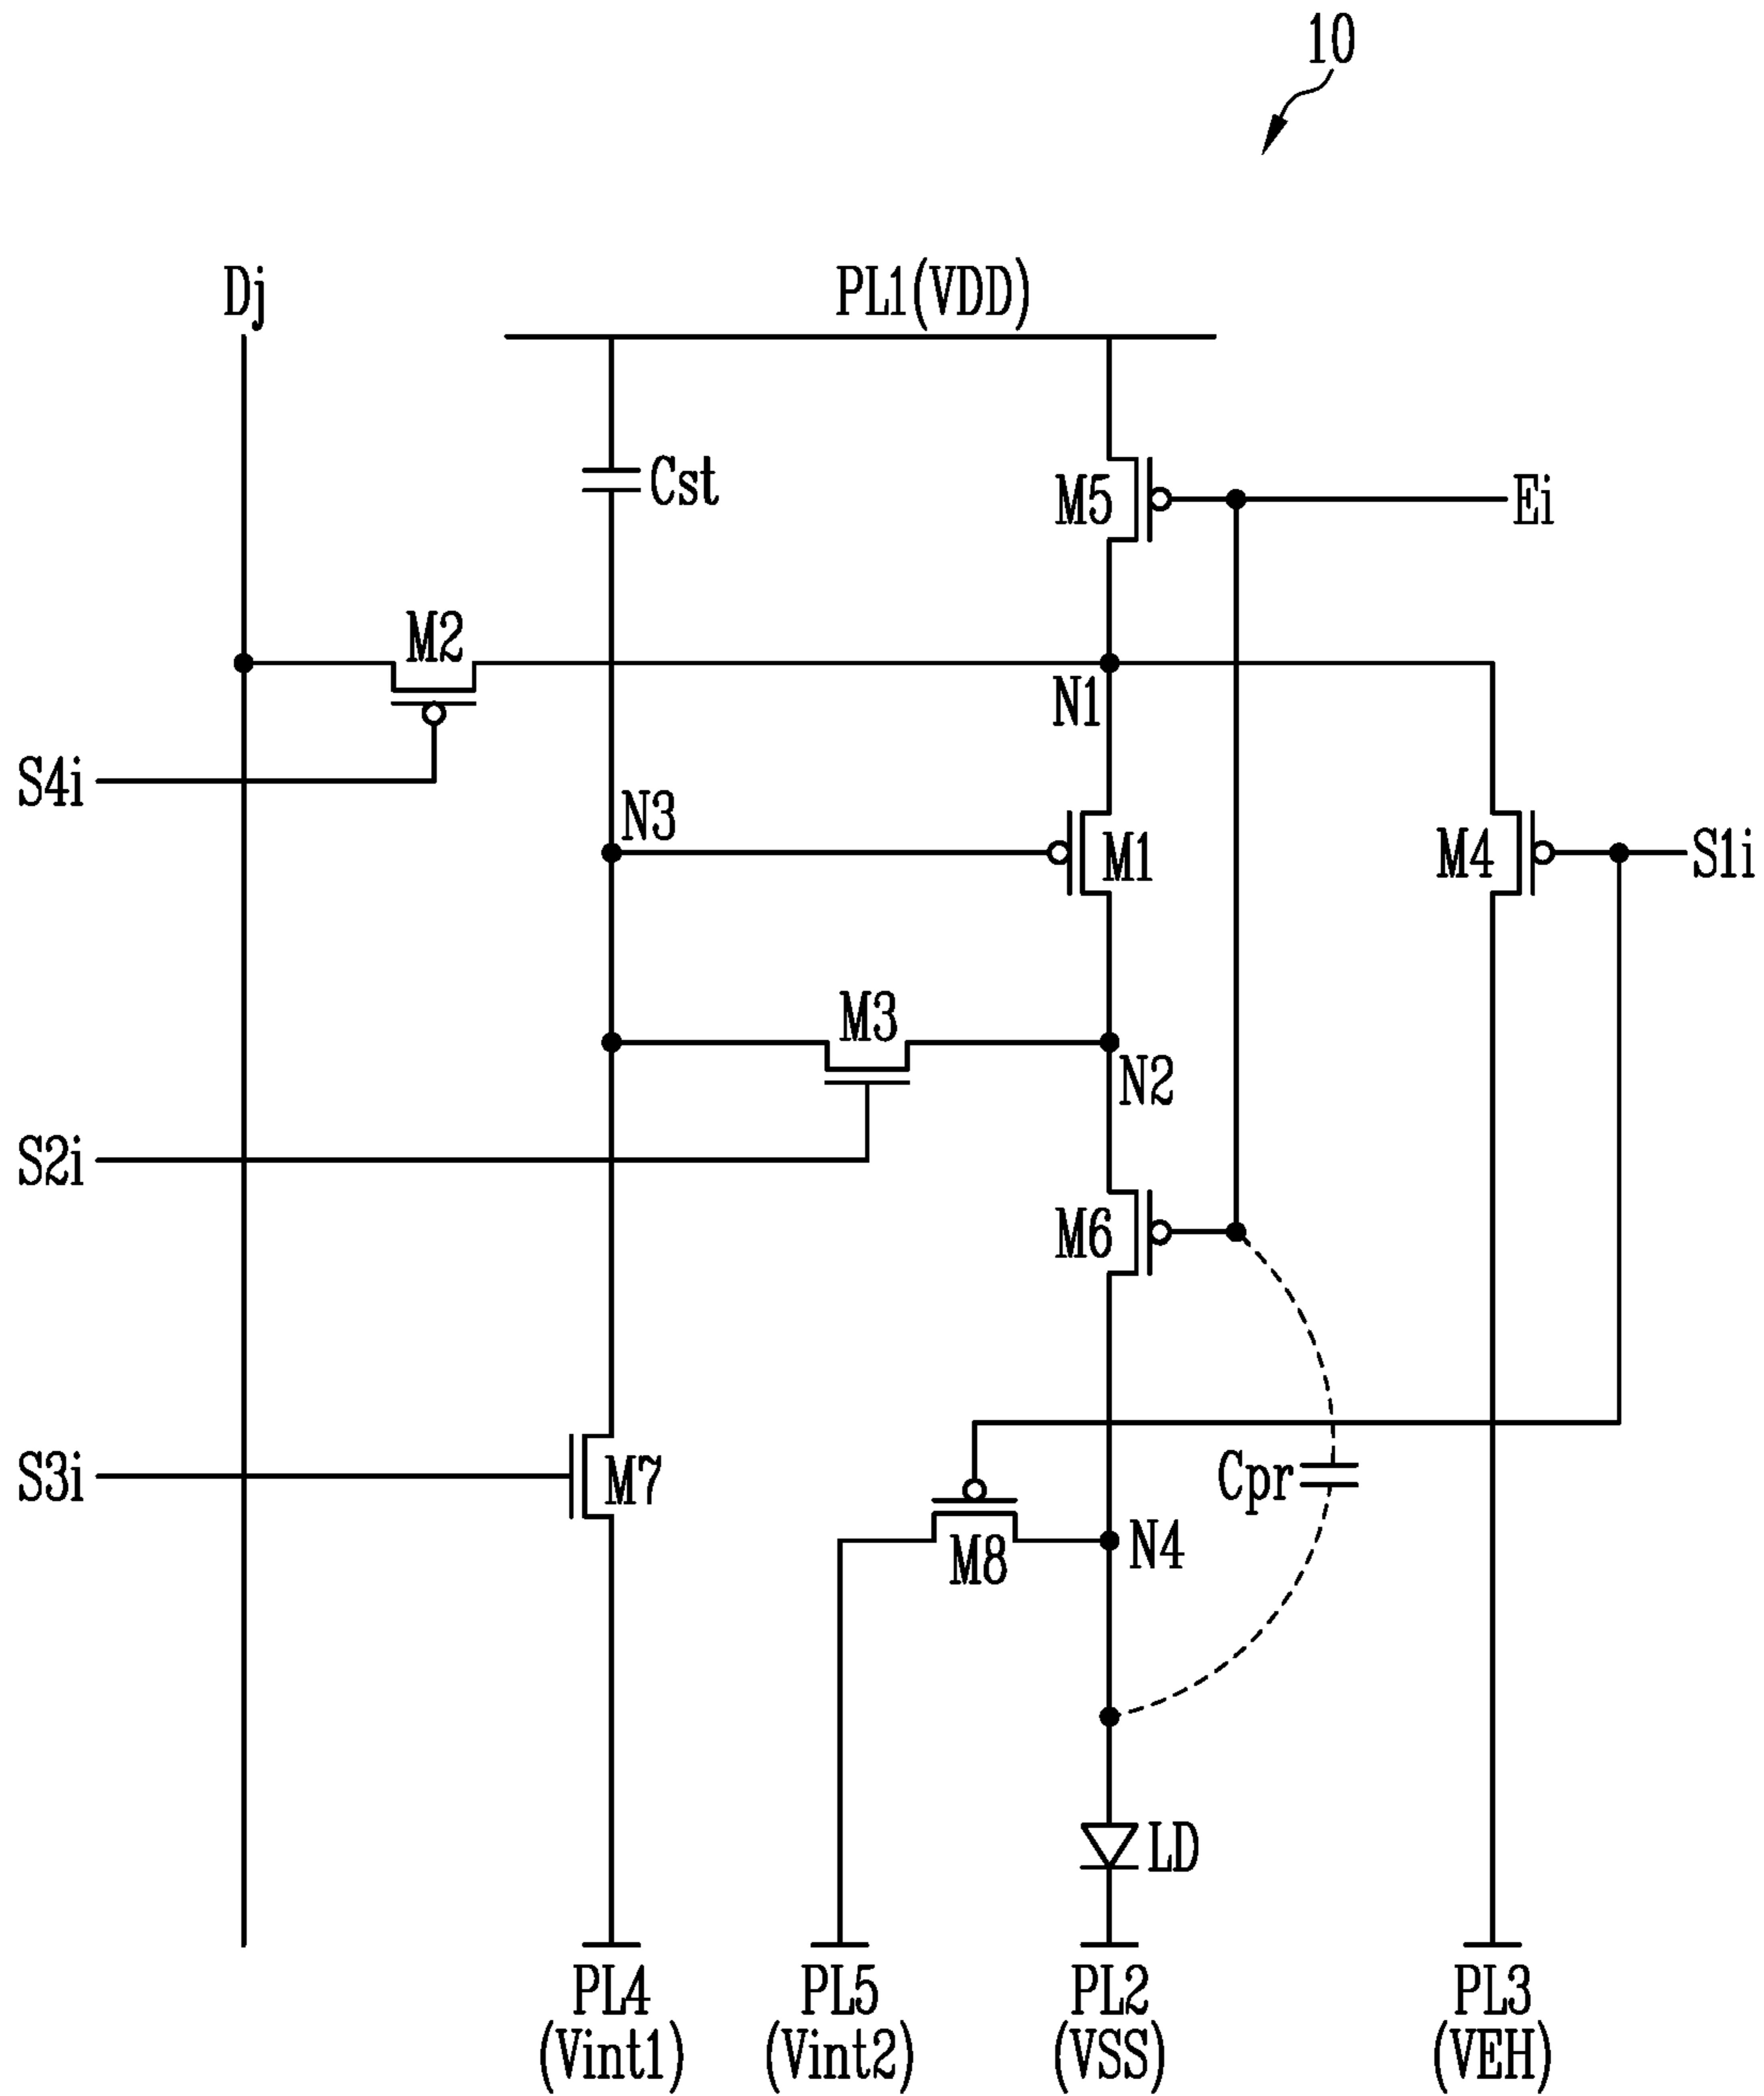 10
Dj
PL1(VDD)
Cst
M5
Ei
M2
N1
S4i
N3
M1
M4
S1i
M3
N2
S2i
M6
S3i
M7
Cpr
M8
N4
LD
PL4
(Vint1)
PL5
(Vint2)
PL2
(VSS)
PL3
(VEH)